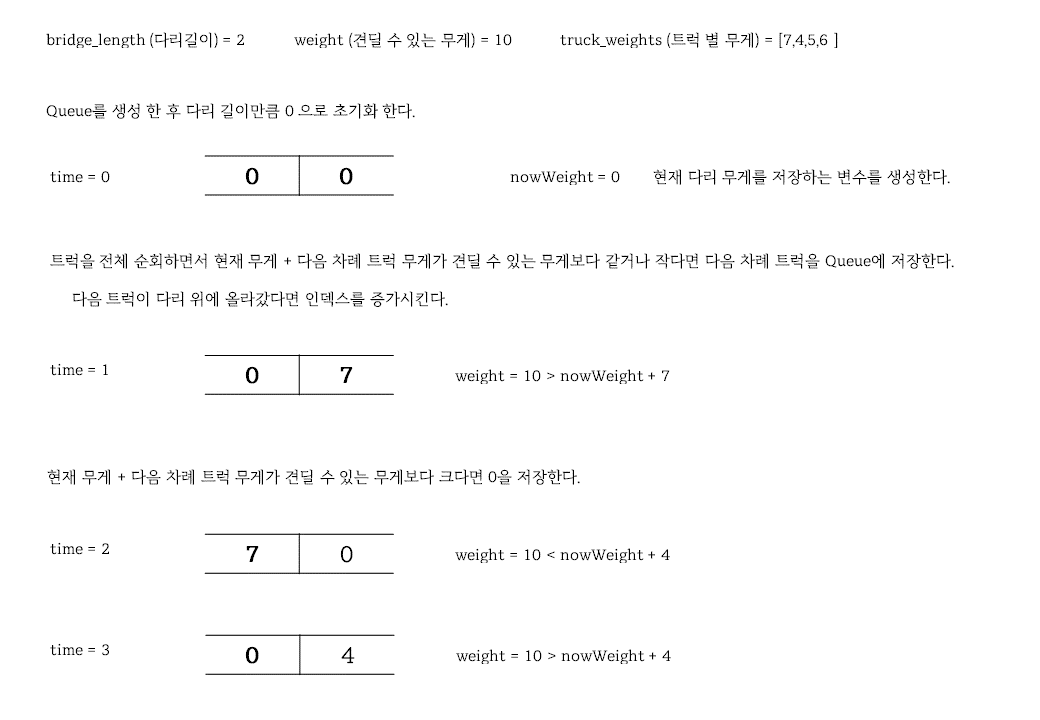 bridge_length (다리길이) = 2 weight (견딜 수 있는 무게) = 10 truck_weights (트럭 별 무게) = [7,4,5,6 ]
Queue를 생성 한 후 다리 길이만큼 0 으로 초기화 한다.
time = 0 0 0 nowWeight = 0 현재 다리 무게를 저장하는 변수를 생성한다.
트럭을 전체 순회하면서 현재 무게 + 다음 차례 트럭 무게가 견딜 수 있는 무게보다 같거나 작다면 다음 차례 트럭을 Queue에 저장한다.
다음 트럭이 다리 위에 올라갔다면 인덱스를 증가시킨다.
time = 1 0 7 weight = 10 > nowWeight + 7
현재 무게 + 다음 차례 트럭 무게가 견딜 수 있는 무게보다 크다면 0을 저장한다.
time = 2 7 0 weight = 10 < nowWeight + 4
time = 3 0 4 weight = 10 > nowWeight + 4